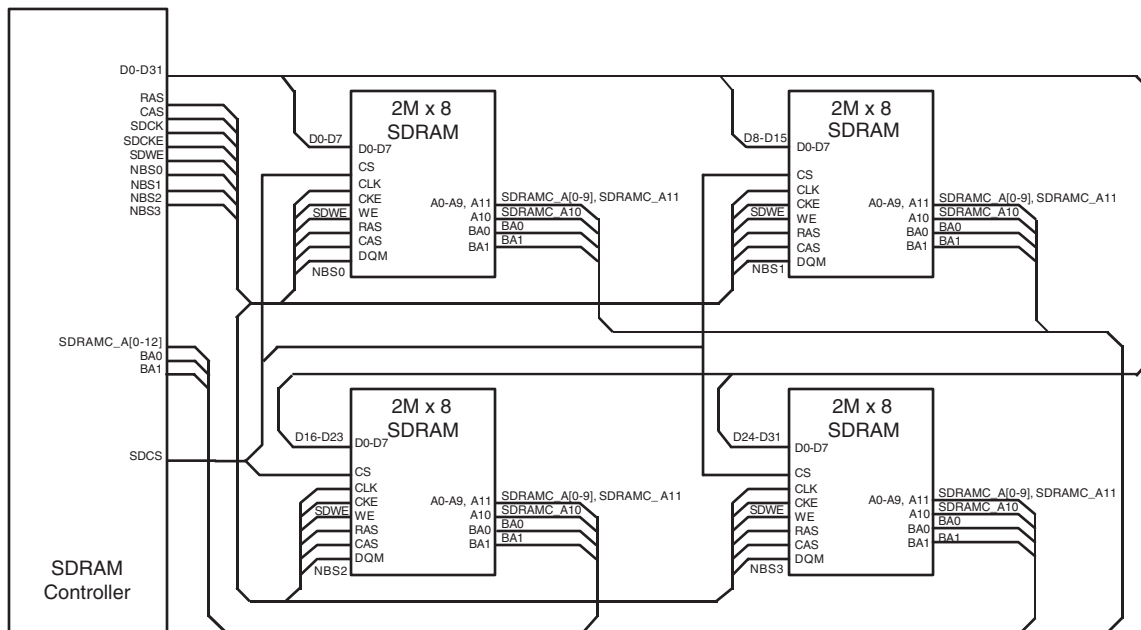 D0-D31
RAS
CAS
SDCK
SDCKE
SDWE
NBS0
NBS1
NBS2
NBS3
SDRAMC_A[0-12]
BA0
BA1
SDCS
SDRAM
Controller
2M x 8
SDRAM
D0-D7
D0-D7
CS
CLK
CKE
SDWE
WE
RAS
CAS
DQM
NBS0
A0-A9, A11
A10
BA0
BA1
SDRAMC_A[0-9], SDRAMC_A11
SDRAMC_A10
BA0
BA1
2M x 8
SDRAM
D8-D15
D0-D7
CS
CLK
CKE
SDWE
WE
RAS
CAS
DQM
NBS1
A0-A9, A11
A10
BA0
BA1
SDRAMC_A[0-9], SDRAMC_A11
SDRAMC_A10
BA0
BA1
2M x 8
SDRAM
D16-D23
D0-D7
CS
CLK
CKE
SDWE
WE
RAS
CAS
DQM
NBS2
A0-A9, A11
A10
BA0
BA1
SDRAMC_A[0-9], SDRAMC_A11
SDRAMC_A10
BA0
BA1
2M x 8
SDRAM
D24-D31
D0-D7
CS
CLK
CKE
SDWE
WE
RAS
CAS
DQM
NBS3
A0-A9, A11
A10
BA0
BA1
SDRAMC_A[0-9], SDRAMC_A11
SDRAMC_A10
BA0
BA1